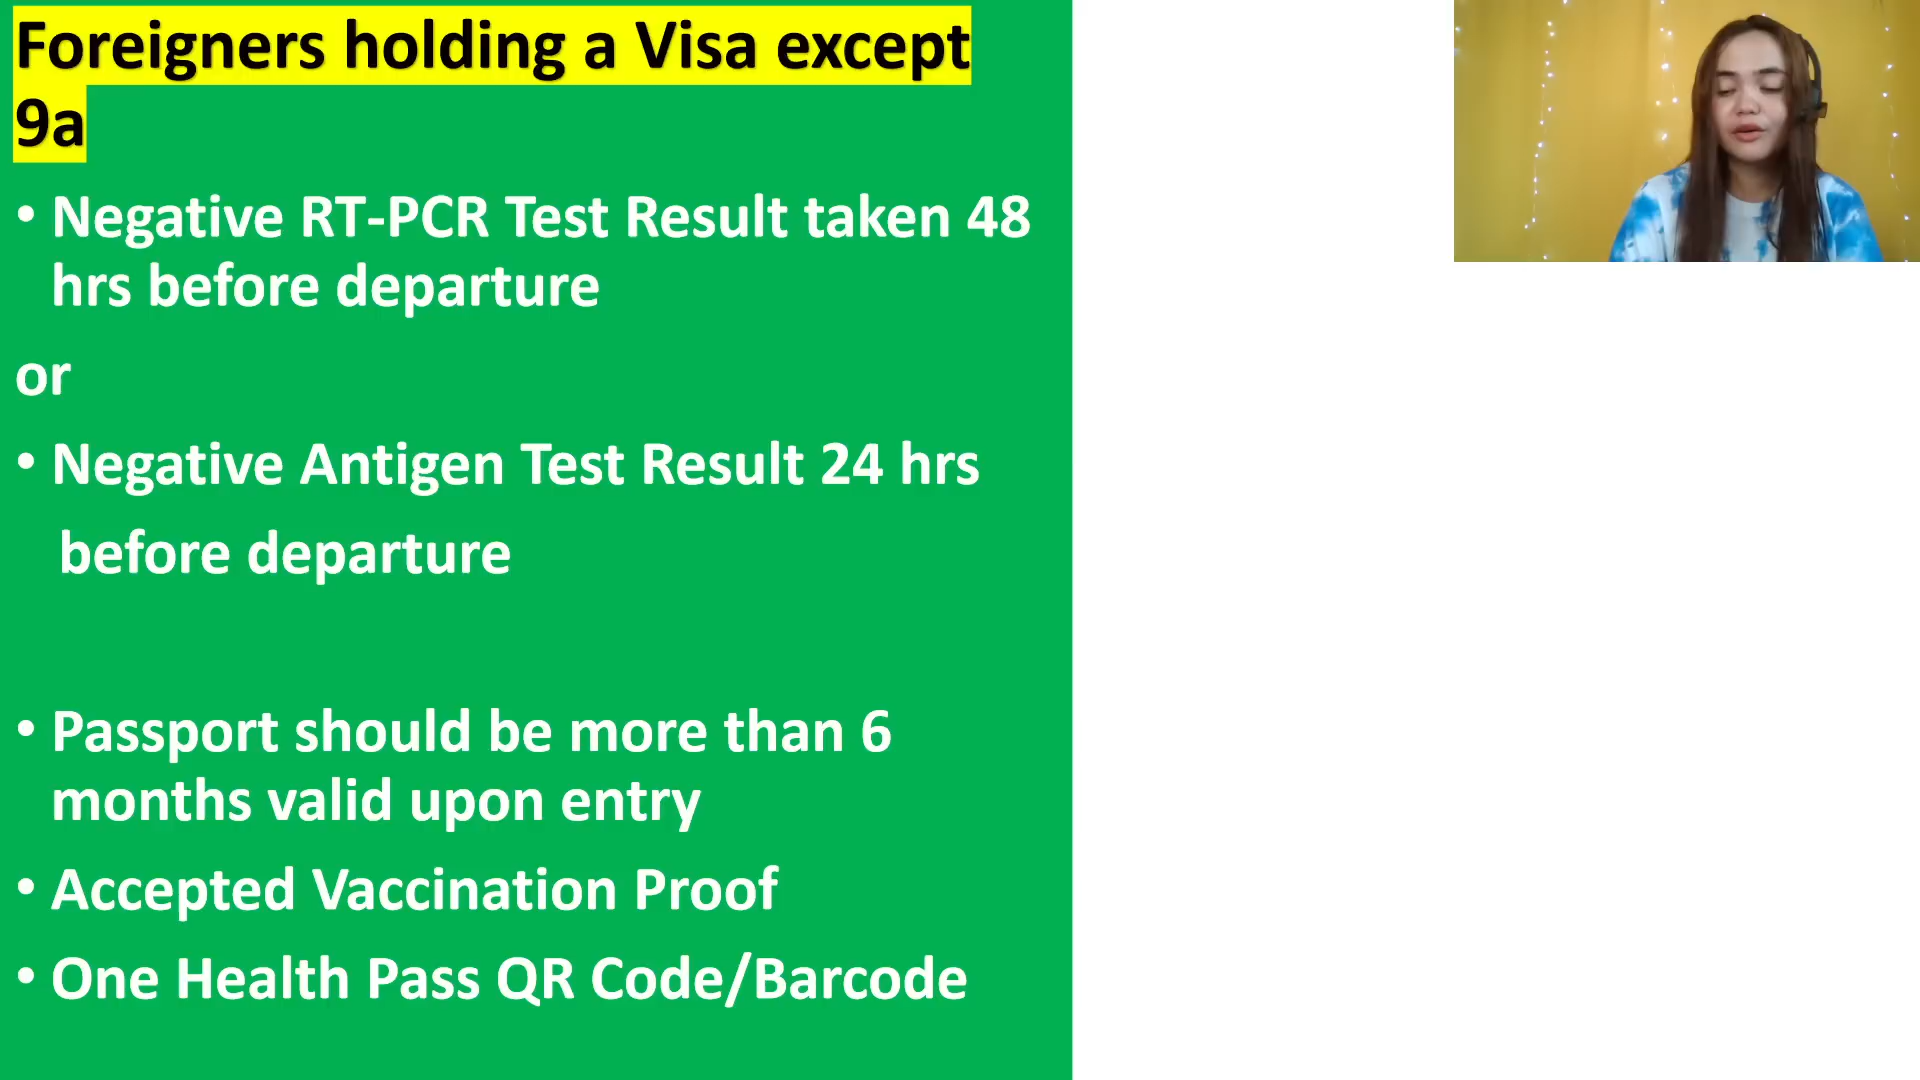 Foreigners holding a Visa except
9a
• Negative RT-PCR Test Result taken 48
hrs before departure
or
• Negative Antigen Test Result 24 hrs
before departure
• Passport should be more than 6
months valid upon entry
• Accepted Vaccination Proof
• One Health Pass QR Code/Barcode